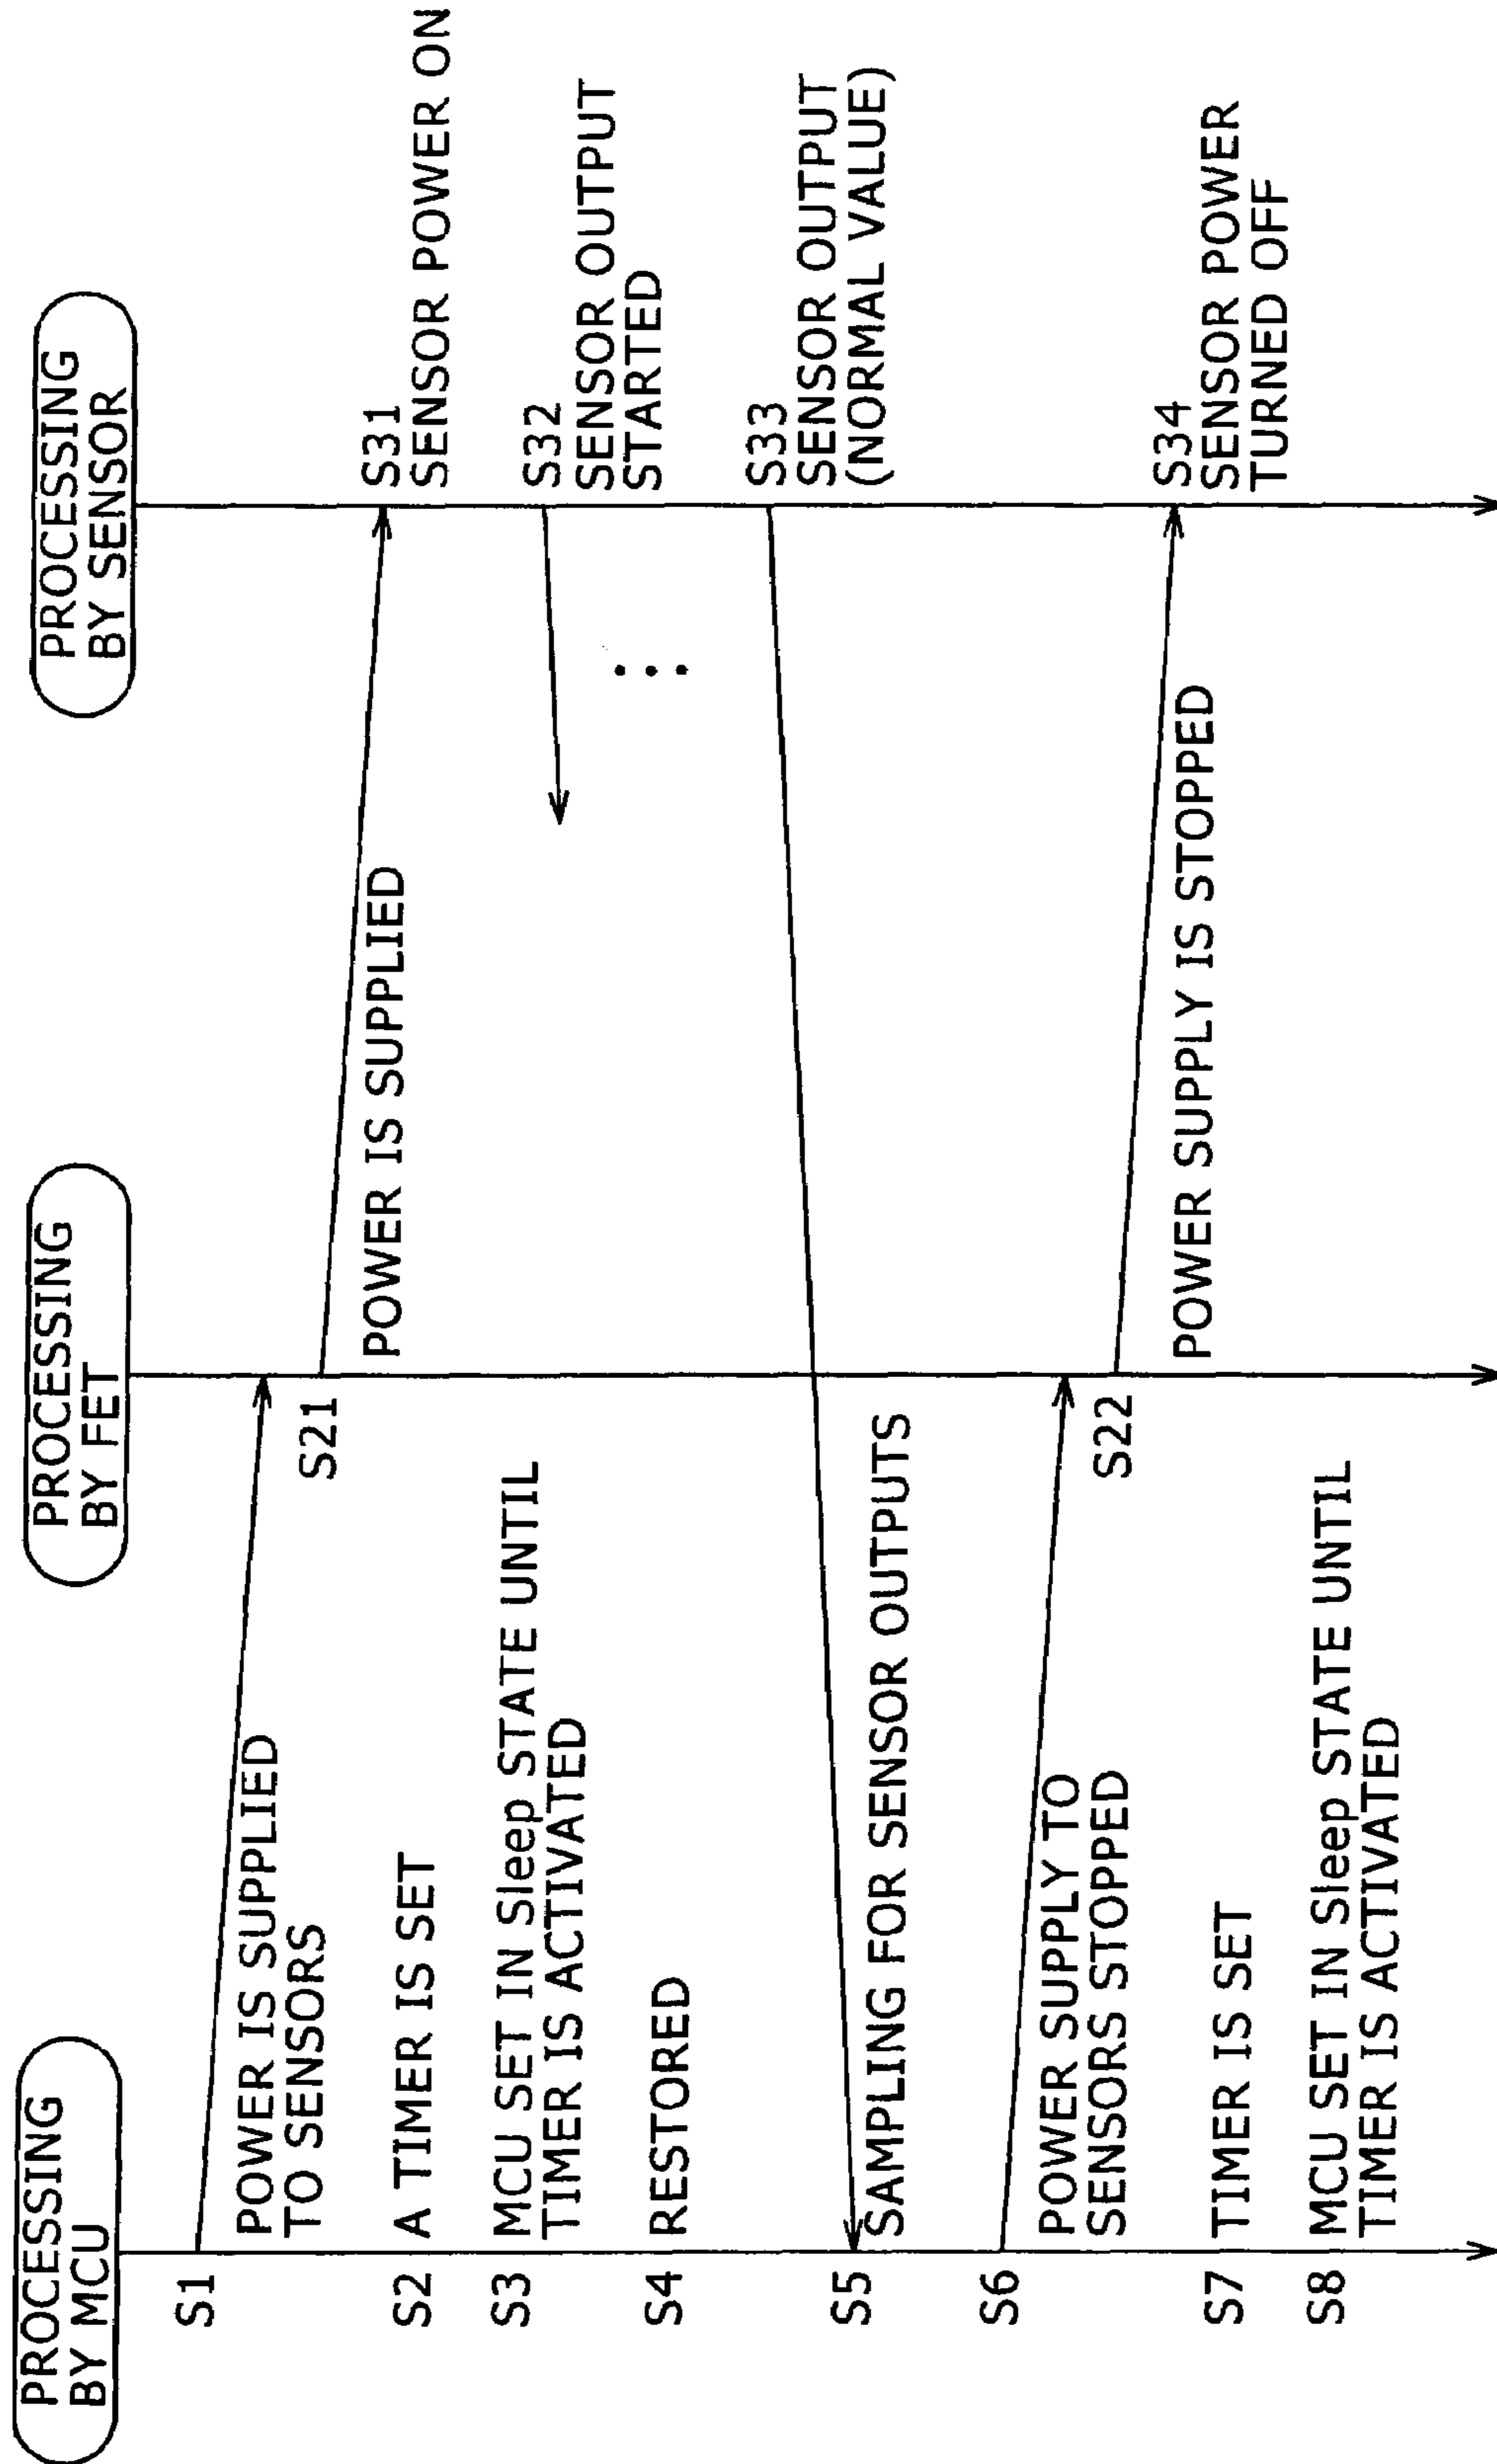 PROCESSING
BY MCU
PROCESSING
BY FET
PROCESSING
BY SENSOR
S1
POWER IS SUPPLIED
TO SENSORS
S21
POWER IS SUPPLIED
S31
SENSOR POWER ON
S2
A TIMER IS SET
S3
MCU SET IN Sleep STATE UNTIL
TIMER IS ACTIVATED
S32
SENSOR OUTPUT
STARTED
S4
RESTORED
S33
SENSOR OUTPUT
(NORMAL VALUE)
S5
SAMPLING FOR SENSOR OUTPUTS
S6
POWER SUPPLY TO
SENSORS STOPPED
S22
POWER SUPPLY IS STOPPED
S34
SENSOR POWER
TURNED OFF
S7
TIMER IS SET
S8
MCU SET IN Sleep STATE UNTIL
TIMER IS ACTIVATED